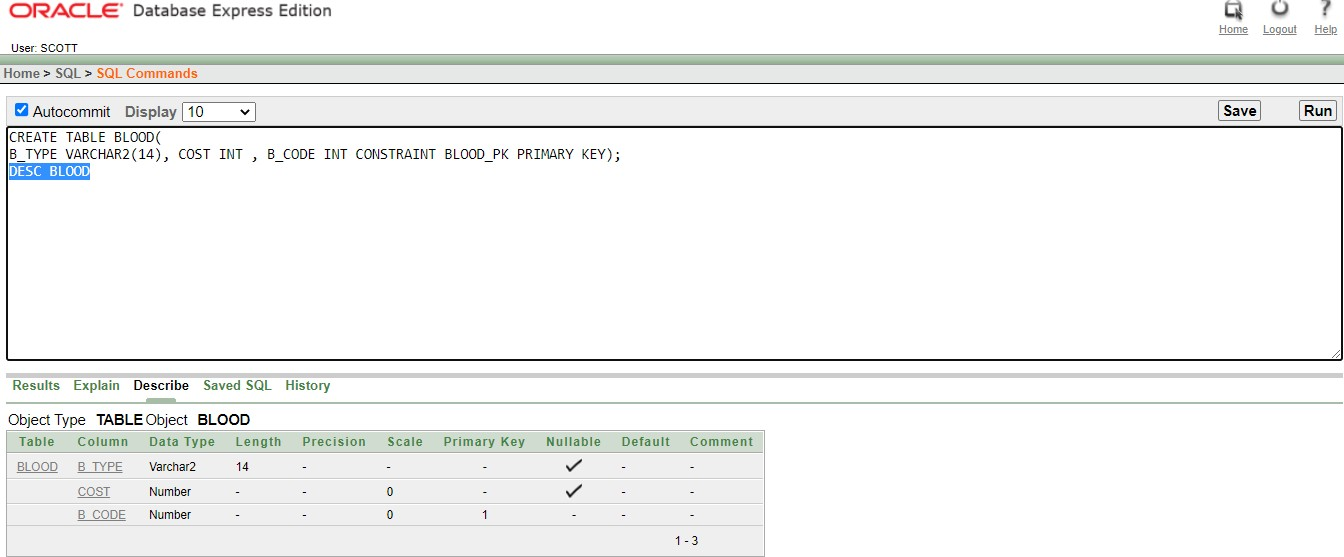 ORACLE® Database Express Edition
Home Logout Help
User: SCOTT
Home > SQL > SQL Commands
Autocommit Display 10 Save Run
CREATE TABLE BLOOD(
B_TYPE VARCHAR2(14), COST INT , B_CODE INT CONSTRAINT BLOOD_PK PRIMARY KEY);
DESC BLOOD
Results Explain Describe Saved SQL History
Object Type TABLE Object BLOOD
Table Column Data Type Length Precision Scale Primary Key Nullable Default Comment
BLOOD B_TYPE Varchar2 14 - - - ✓ - -
COST Number - - 0 - ✓ - -
B_CODE Number - - 0 1 - - -
1 - 3